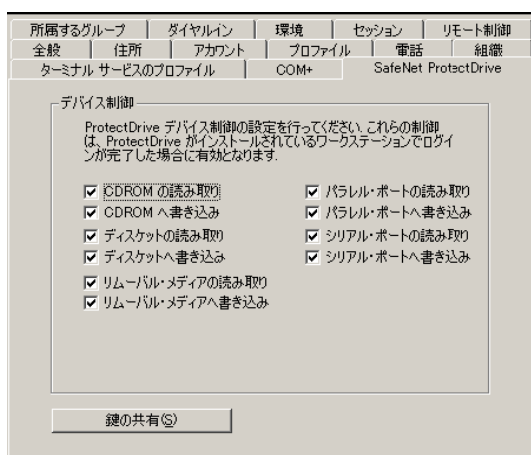 所属するグループ ダイヤルイン 環境 セッション リモート制御
全般 住所 アカウント プロファイル 電話 組織
ターミナル サービスのプロファイル COM+ SafeNet ProtectDrive
デバイス制御
ProtectDrive デバイス制御の設定を行ってください. これらの制御
は、ProtectDrive がインストールされているワークステーションでログイ
ンが完了した場合に有効となります.
CDROM の読み取り パラレル・ポートの読み取り
CDROM へ書き込み パラレル・ポートへ書き込み
ディスケットの読み取り シリアル・ポートの読み取り
ディスケットへ書き込み シリアル・ポートへ書き込み
リムーバル・メディアの読み取り
リムーバル・メディアへ書き込み
鍵の共有(S)